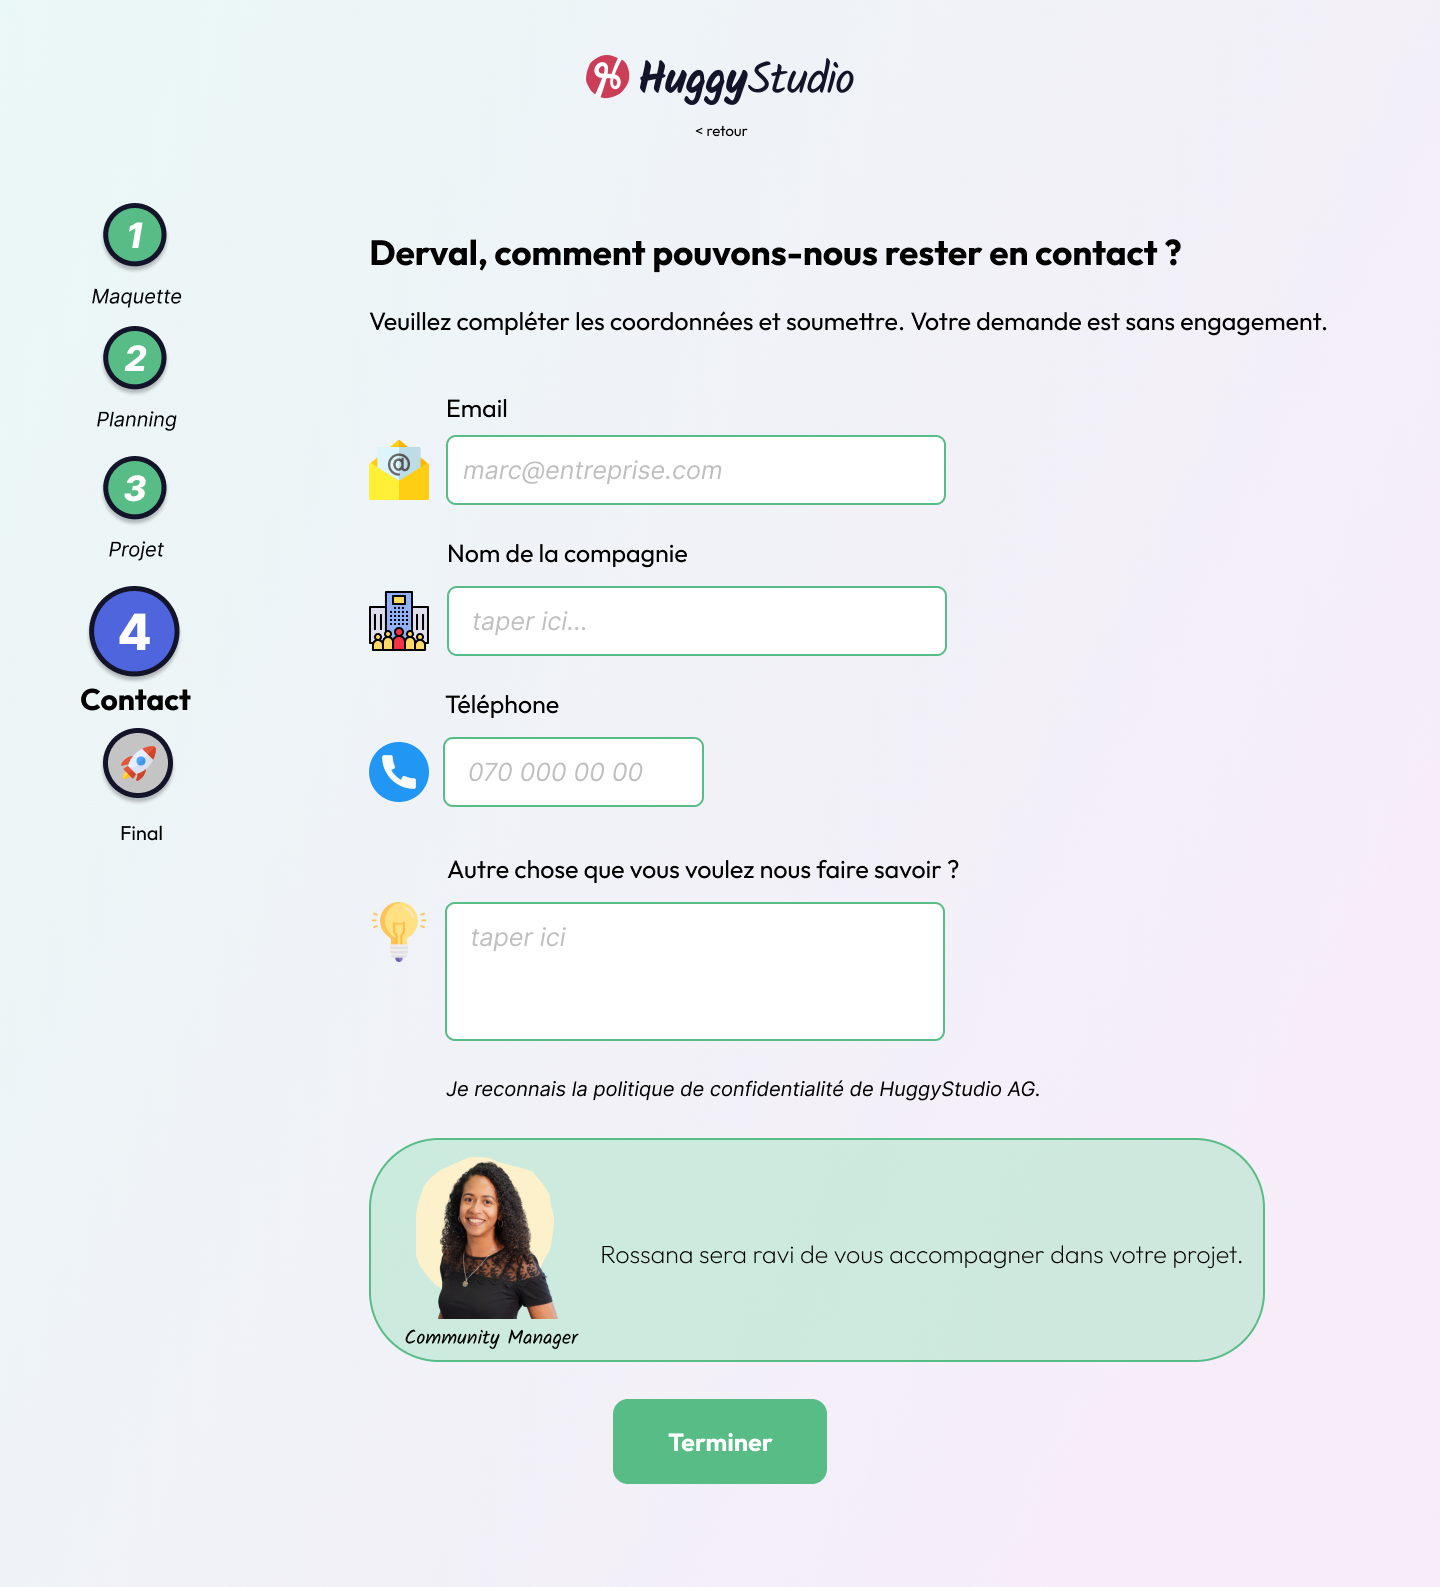 HuggyStudio
< retour
1
Maquette
2
Planning
3
Projet
4
Contact
Final
Derval, comment pouvons-nous rester en contact ?
Veuillez compléter les coordonnées et soumettre. Votre demande est sans engagement.
Email
@
marc@entreprise.com
Nom de la compagnie
taper ici...
Téléphone
070 000 00 00
Autre chose que vous voulez nous faire savoir ?
taper ici
Je reconnais la politique de confidentialité de HuggyStudio AG.
Rossana sera ravi de vous accompagner dans votre projet.
Community Manager
Terminer